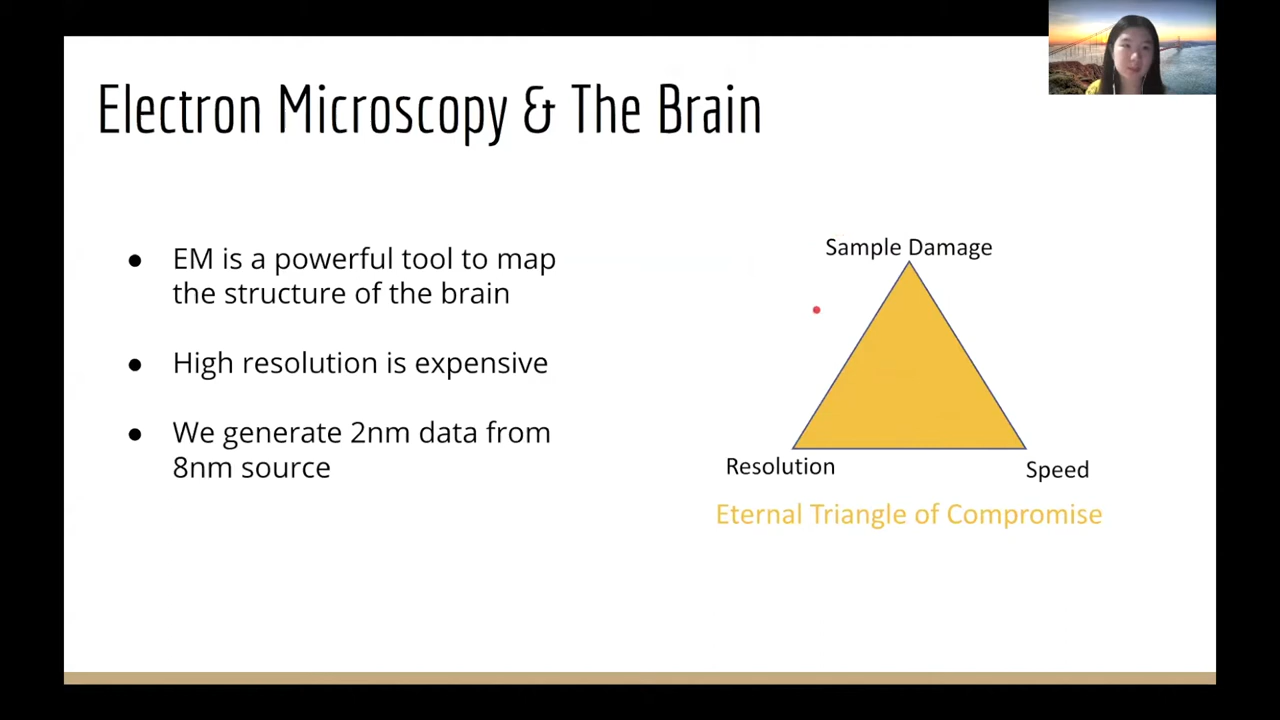 Electron Microscopy & The Brain
● EM is a powerful tool to map
the structure of the brain
● High resolution is expensive
● We generate 2nm data from
8nm source
Sample Damage
Resolution
Speed
Eternal Triangle of Compromise